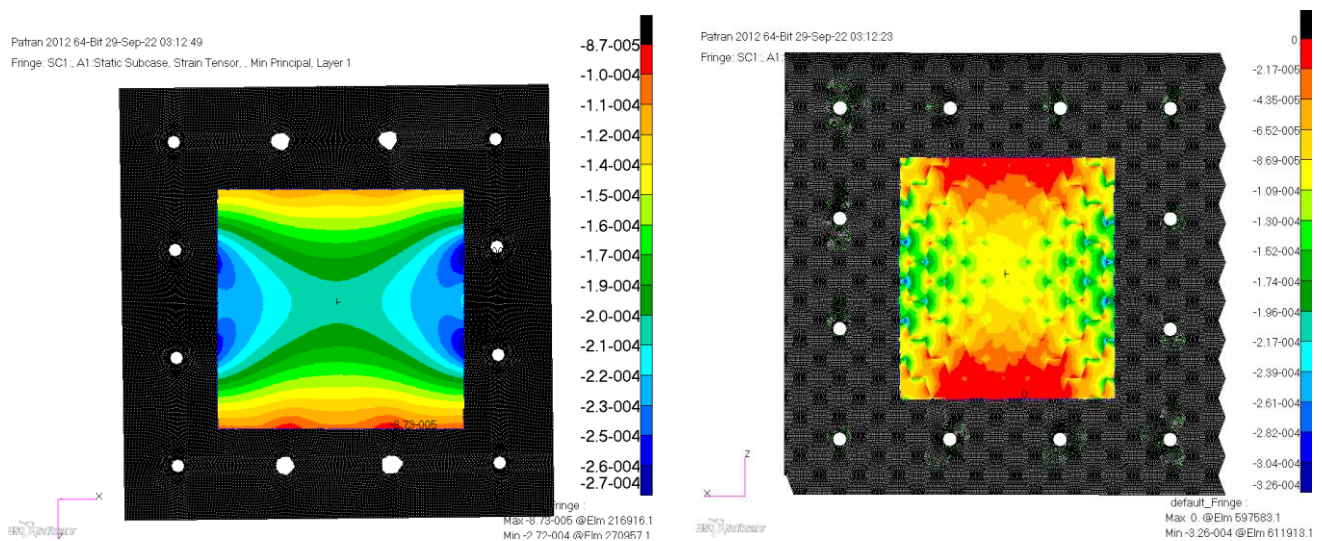 Patran 2012 64-Bit 29-Sep-22 03:12:49
Fringe: SC1:, A1:Static Subcase, Strain Tensor, , Min Principal, Layer 1
-8.7-005
-1.0-004
-1.1-004
-1.2-004
-1.4-004
-1.5-004
-1.6-004
-1.7-004
-1.9-004
-2.0-004
-2.1-004
-2.2-004
-2.3-004
-2.5-004
-2.6-004
-2.7-004
-8.73-005
X
Fringe :
Max -8.73-005 @Elm 216916.1
Min -2.72-004 @Elm 270957.1
Patran 2012 64-Bit 29-Sep-22 03:12:23
Fringe: SC1:, A1:
0.
-2.17-005
-4.35-005
-6.52-005
-8.69-005
-1.09-004
-1.30-004
-1.52-004
-1.74-004
-1.96-004
-2.17-004
-2.39-004
-2.61-004
-2.82-004
-3.04-004
-3.26-004
Z
X
default_Fringe :
Max 0. @Elm 597583.1
Min -3.26-004 @Elm 611913.1